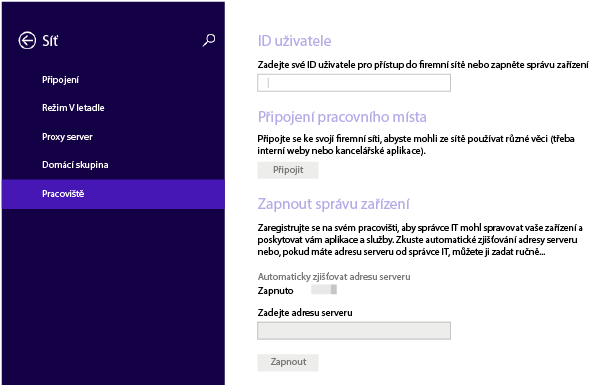 Síť
Připojení
Režim V letadle
Proxy server
Domácí skupina
Pracoviště
ID uživatele
Zadejte své ID uživatele pro přístup do firemní sítě nebo zapněte správu zařízení
Připojení pracovního místa
Připojte se ke svojí firemní síti, abyste mohli ze sítě používat různé věci (třeba
interní weby nebo kancelářské aplikace).
Připojit
Zapnout správu zařízení
Zaregistrujte se na svém pracovišti, aby správce IT mohl spravovat vaše zařízení a
poskytovat vám aplikace a služby. Zkuste automatické zjišťování adresy serveru
nebo, pokud máte adresu serveru od správce IT, můžete ji zadat ručně...
Automaticky zjišťovat adresu serveru
Zapnuto
Zadejte adresu serveru
Zapnout